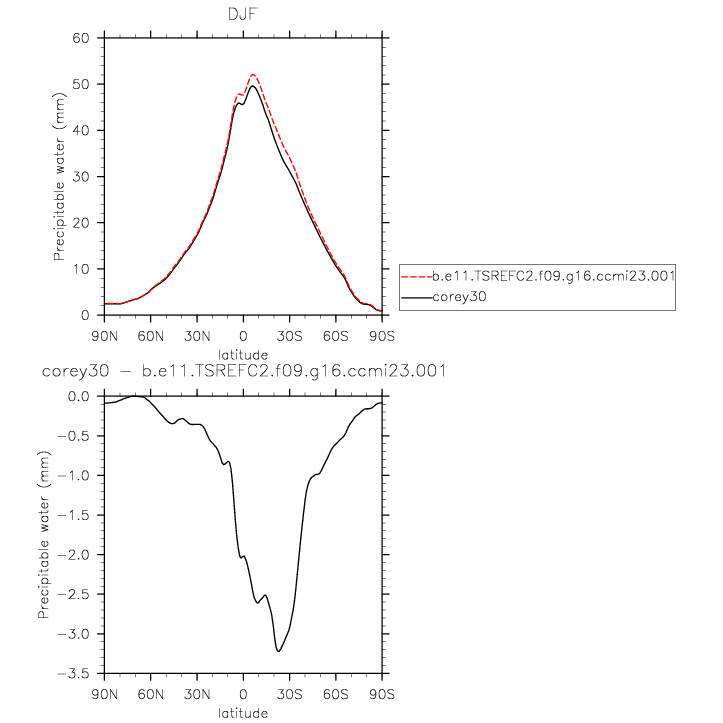 DJF
60
50
40
30
20
10
0
Precipitable water (mm)
90N 60N 30N 0 30S 60S 90S
latitude
b.e11.TSREFC2.f09.g16.ccmi23.001
corey30
corey30 − b.e11.TSREFC2.f09.g16.ccmi23.001
0.0
−0.5
−1.0
−1.5
−2.0
−2.5
−3.0
−3.5
Precipitable water (mm)
90N 60N 30N 0 30S 60S 90S
latitude